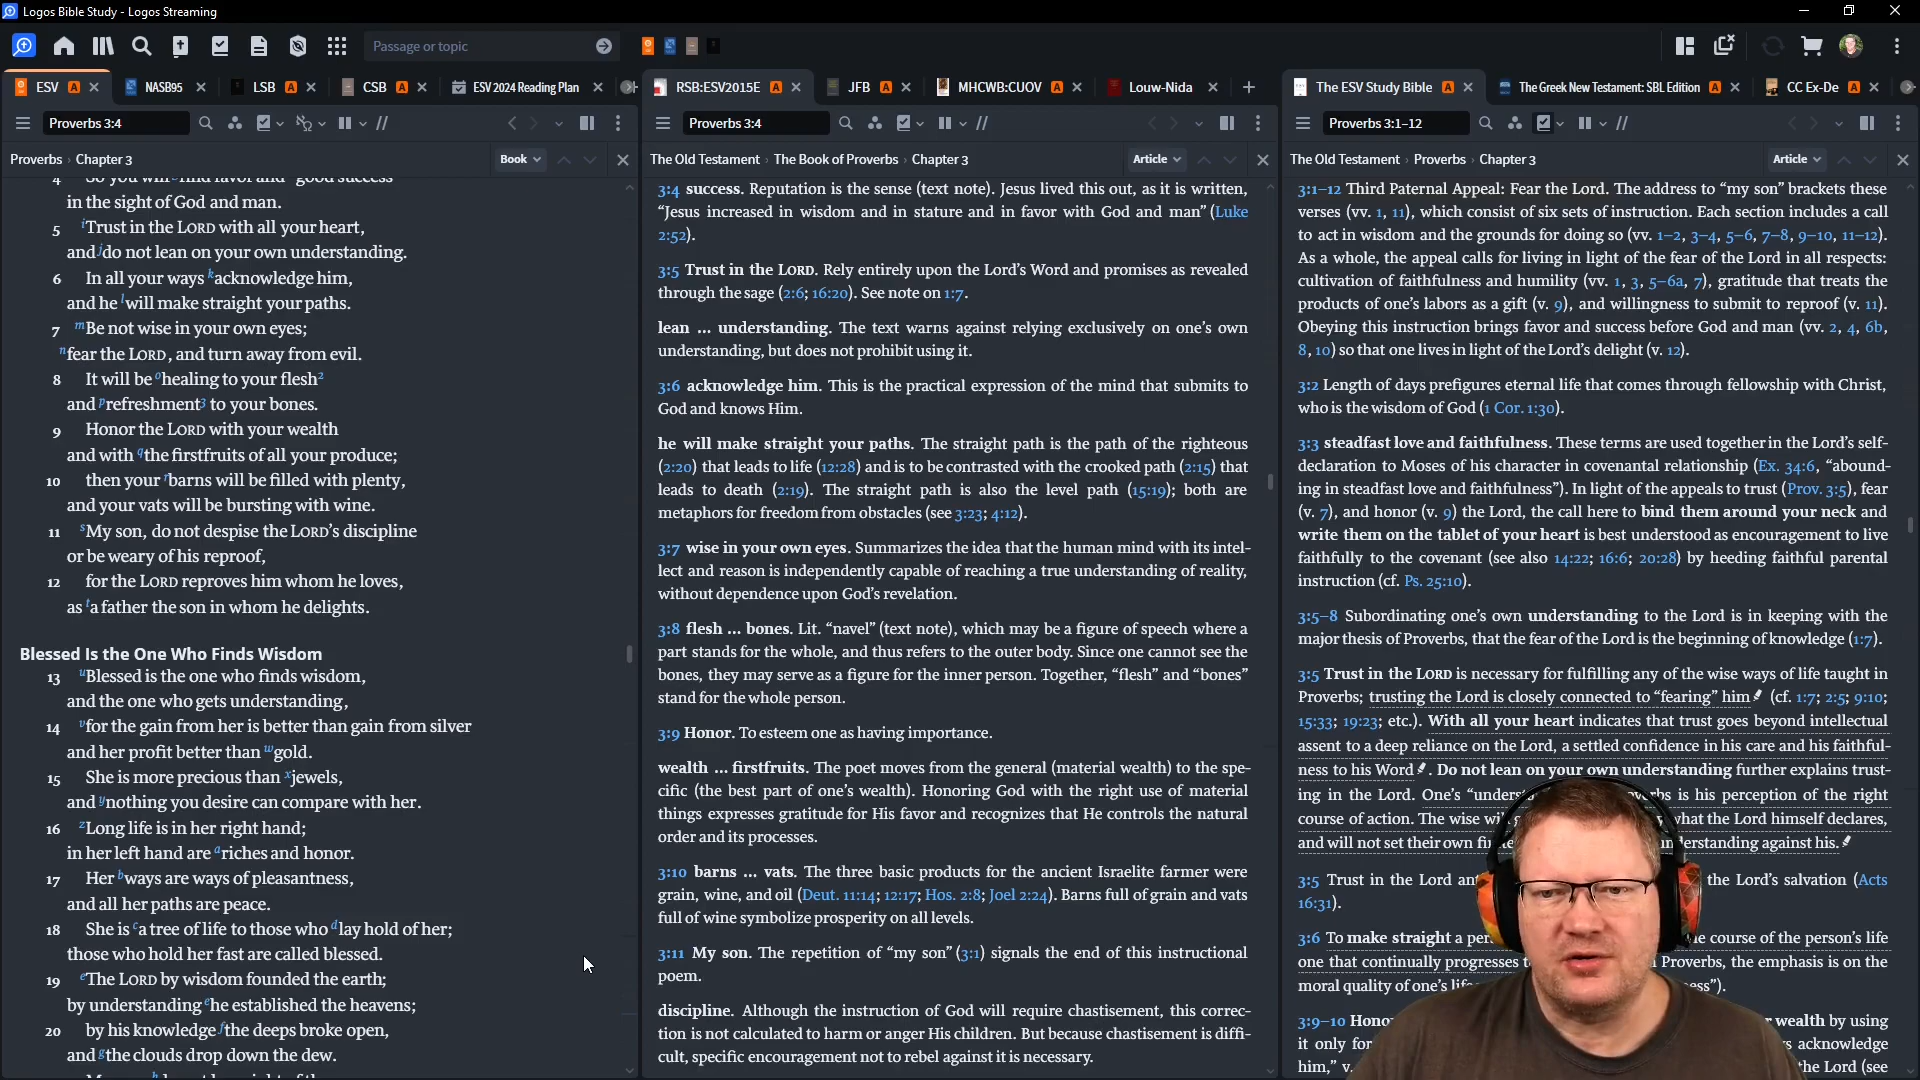 Logos Bible Study - Logos Streaming
Passage or topic
ESV A
NASB95
LSB A
CSB A
ESV 2024 Reading Plan
RSB:ESV2015E A
JFB A
MHCWB:CUOV A
Louw-Nida
The ESV Study Bible A
The Greek New Testament: SBL Edition A
CC Ex-De A
Proverbs 3:4
Proverbs 3:4
Proverbs 3:1–12
Proverbs › Chapter 3
Book
in the sight of God and man.
5 i Trust in the LORD with all your heart,
and j do not lean on your own understanding.
6 In all your ways k acknowledge him,
and he l will make straight your paths.
7 m Be not wise in your own eyes;
n fear the LORD, and turn away from evil.
8 It will be o healing to your flesh 2
and p refreshment 3 to your bones.
9 Honor the LORD with your wealth
and with q the firstfruits of all your produce;
10 then your r barns will be filled with plenty,
and your vats will be bursting with wine.
11 s My son, do not despise the LORD’s discipline
or be weary of his reproof,
12 for the LORD reproves him whom he loves,
as t a father the son in whom he delights.
Blessed Is the One Who Finds Wisdom
13 u Blessed is the one who finds wisdom,
and the one who gets understanding,
14 v for the gain from her is better than gain from silver
and her profit better than w gold.
15 She is more precious than x jewels,
and y nothing you desire can compare with her.
16 z Long life is in her right hand;
in her left hand are a riches and honor.
17 Her b ways are ways of pleasantness,
and all her paths are peace.
18 She is c a tree of life to those who d lay hold of her;
those who hold her fast are called blessed.
19 e The LORD by wisdom founded the earth;
by understanding e he established the heavens;
20 by his knowledge f the deeps broke open,
and g the clouds drop down the dew.
The Old Testament › The Book of Proverbs › Chapter 3
Article
3:4 success. Reputation is the sense (text note). Jesus lived this out, as it is written,
“Jesus increased in wisdom and in stature and in favor with God and man” (Luke
2:52).
3:5 Trust in the LORD. Rely entirely upon the Lord’s Word and promises as revealed
through the sage (2:6; 16:20). See note on 1:7.
lean ... understanding. The text warns against relying exclusively on one’s own
understanding, but does not prohibit using it.
3:6 acknowledge him. This is the practical expression of the mind that submits to
God and knows Him.
he will make straight your paths. The straight path is the path of the righteous
(2:20) that leads to life (12:28) and is to be contrasted with the crooked path (2:15) that
leads to death (2:19). The straight path is also the level path (15:19); both are
metaphors for freedom from obstacles (see 3:23; 4:12).
3:7 wise in your own eyes. Summarizes the idea that the human mind with its intel-
lect and reason is independently capable of reaching a true understanding of reality,
without dependence upon God’s revelation.
3:8 flesh ... bones. Lit. “navel” (text note), which may be a figure of speech where a
part stands for the whole, and thus refers to the outer body. Since one cannot see the
bones, they may serve as a figure for the inner person. Together, “flesh” and “bones”
stand for the whole person.
3:9 Honor. To esteem one as having importance.
wealth ... firstfruits. The poet moves from the general (material wealth) to the spe-
cific (the best part of one’s wealth). Honoring God with the right use of material
things expresses gratitude for His favor and recognizes that He controls the natural
order and its processes.
3:10 barns ... vats. The three basic products for the ancient Israelite farmer were
grain, wine, and oil (Deut. 11:14; 12:17; Hos. 2:8; Joel 2:24). Barns full of grain and vats
full of wine symbolize prosperity on all levels.
3:11 My son. The repetition of “my son” (3:1) signals the end of this instructional
poem.
discipline. Although the instruction of God will require chastisement, this correc-
tion is not calculated to harm or anger His children. But because chastisement is diffi-
cult, specific encouragement not to rebel against it is necessary.
The Old Testament › Proverbs › Chapter 3
Article
3:1–12 Third Paternal Appeal: Fear the Lord. The address to “my son” brackets these
verses (vv. 1, 11), which consist of six sets of instruction. Each section includes a call
to act in wisdom and the grounds for doing so (vv. 1–2, 3–4, 5–6, 7–8, 9–10, 11–12).
As a whole, the appeal calls for living in light of the fear of the Lord in all respects:
cultivation of faithfulness and humility (vv. 1, 3, 5–6a, 7), gratitude that treats the
products of one’s labors as a gift (v. 9), and willingness to submit to reproof (v. 11).
Obeying this instruction brings favor and success before God and man (vv. 2, 4, 6b,
8, 10) so that one lives in light of the Lord’s delight (v. 12).
3:2 Length of days prefigures eternal life that comes through fellowship with Christ,
who is the wisdom of God (1 Cor. 1:30).
3:3 steadfast love and faithfulness. These terms are used together in the Lord’s self-
declaration to Moses of his character in covenantal relationship (Ex. 34:6, “abound-
ing in steadfast love and faithfulness”). In light of the appeals to trust (Prov. 3:5), fear
(v. 7), and honor (v. 9) the Lord, the call here to bind them around your neck and
write them on the tablet of your heart is best understood as encouragement to live
faithfully to the covenant (see also 14:22; 16:6; 20:28) by heeding faithful parental
instruction (cf. Ps. 25:10).
3:5–8 Subordinating one’s own understanding to the Lord is in keeping with the
major thesis of Proverbs, that the fear of the Lord is the beginning of knowledge (1:7).
3:5 Trust in the LORD is necessary for fulfilling any of the wise ways of life taught in
Proverbs; trusting the Lord is closely connected to “fearing” him (cf. 1:7; 2:5; 9:10;
15:33; 19:23; etc.). With all your heart indicates that trust goes beyond intellectual
assent to a deep reliance on the Lord, a settled confidence in his care and his faithful-
ness to his Word. Do not lean on your own understanding further explains trust-
ing in the Lord. One’s is his perception of the right
course of action. The wise what the Lord himself declares,
and will not set their own against his.
3:5 Trust in the Lord the Lord’s salvation (Acts
16:31).
3:6 To make straight a course of the person’s life
one that continually progresses Proverbs, the emphasis is on the
moral quality of one’s
3:9–10 wealth by using
it only for acknowledge
him,” v. the Lord (see